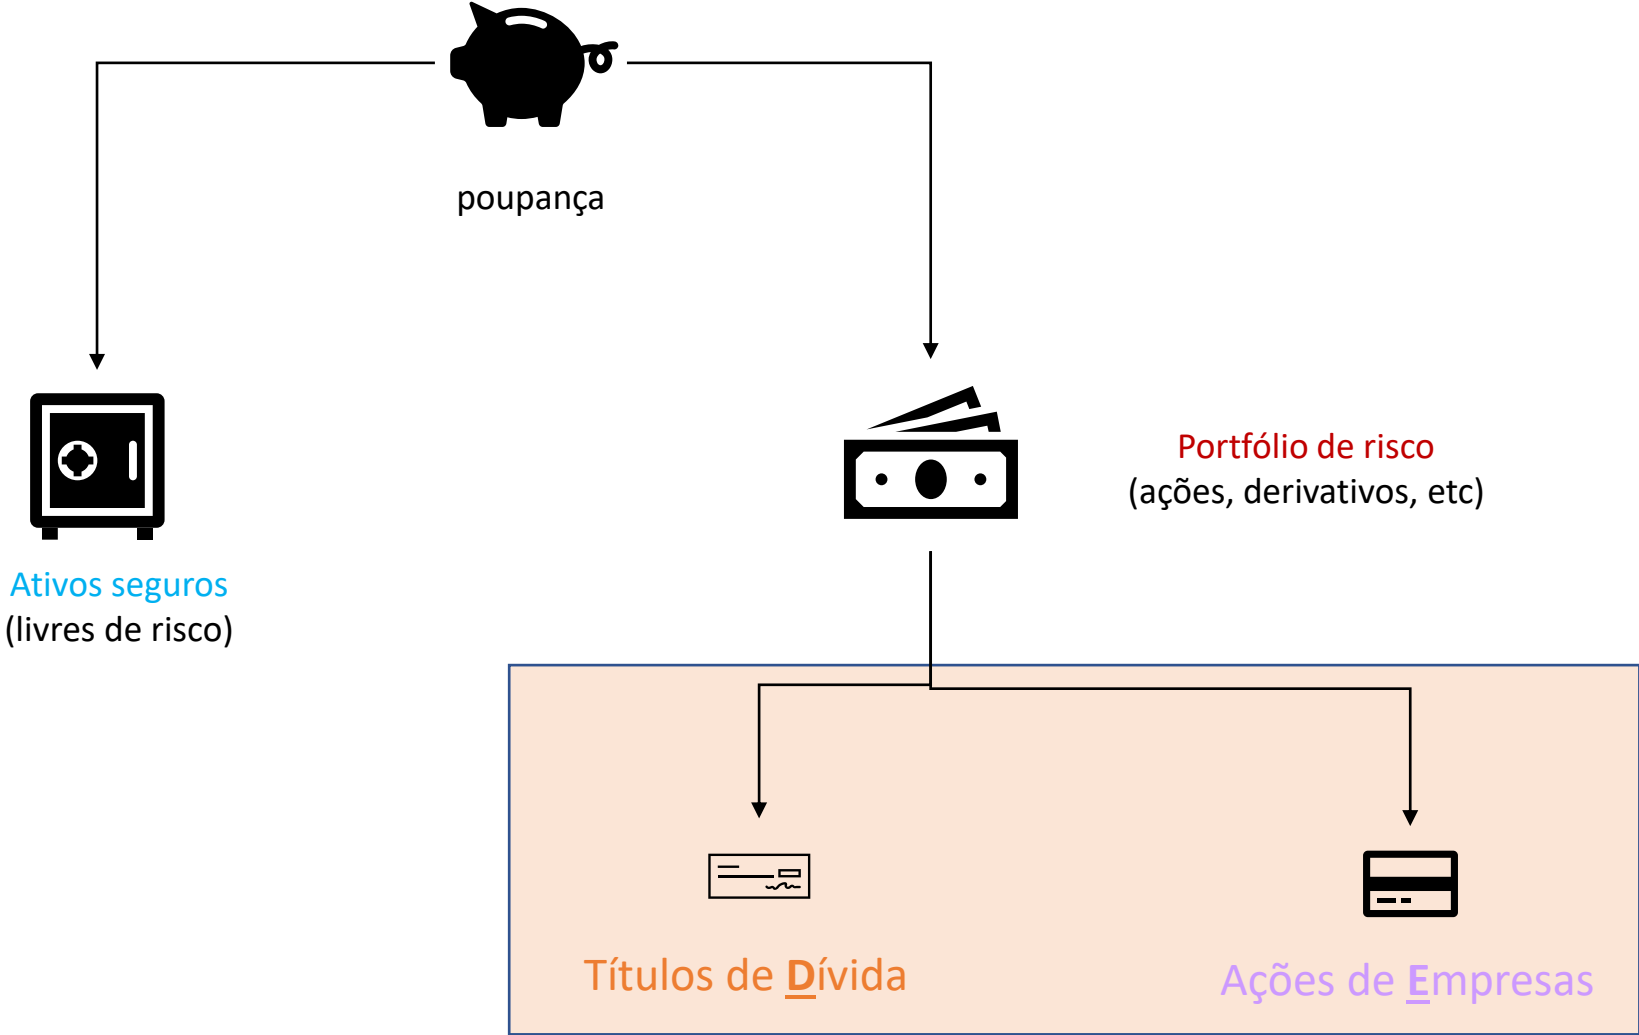 poupança
Portfólio de risco
(ações, derivativos, etc)
Ativos seguros
(livres de risco)
Títulos de Dívida
Ações de Empresas